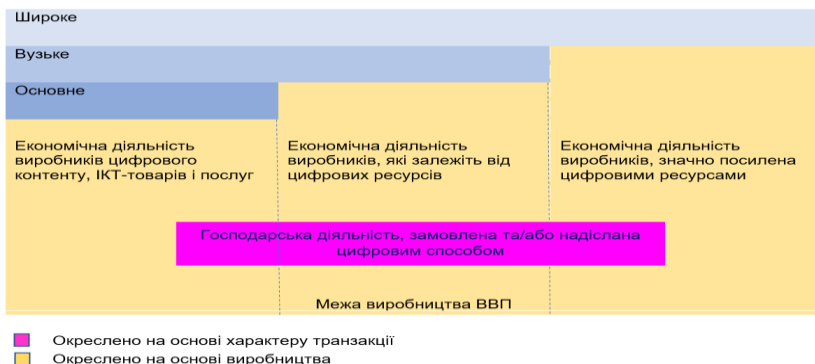 Широке
Вузьке
Основне
Економічна діяльність
виробників цифрового
контенту, ІКТ-товарів і послуг
Економічна діяльність
виробників, які залежіть від
цифрових ресурсів
Економічна діяльність
виробників, значно посилена
цифровими ресурсами
Господарська діяльність, замовлена та/або надіслана
цифровим способом
Межа виробництва ВВП
Окреслено на основі характеру транзакції
Окреслено на основі виробництва